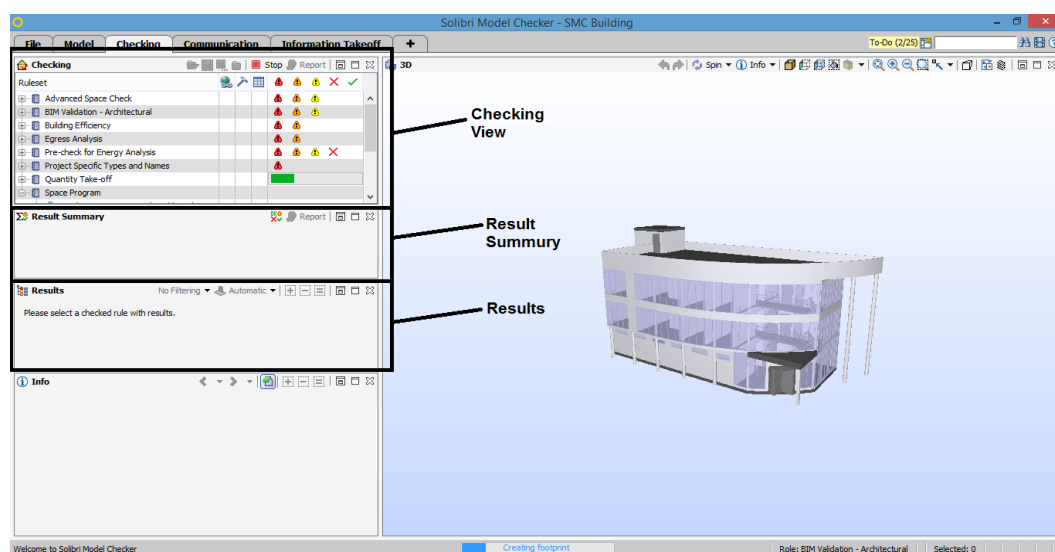 Solibri Model Checker - SMC Building
File Model Checking Communication Information Takeoff +
To-Do (2/25)
Checking Stop Report
3D Spin Info
Ruleset
Advanced Space Check
BIM Validation - Architectural
Building Efficiency
Egress Analysis
Pre-check for Energy Analysis
Project Specific Types and Names
Quantity Take-off
Space Program
Checking
View
Result Summary Report
Result
Summury
Results No Filtering Automatic
Please select a checked rule with results.
Results
Info
Welcome to Solibri Model Checker Creating footprint Role: BIM Validation - Architectural Selected: 0